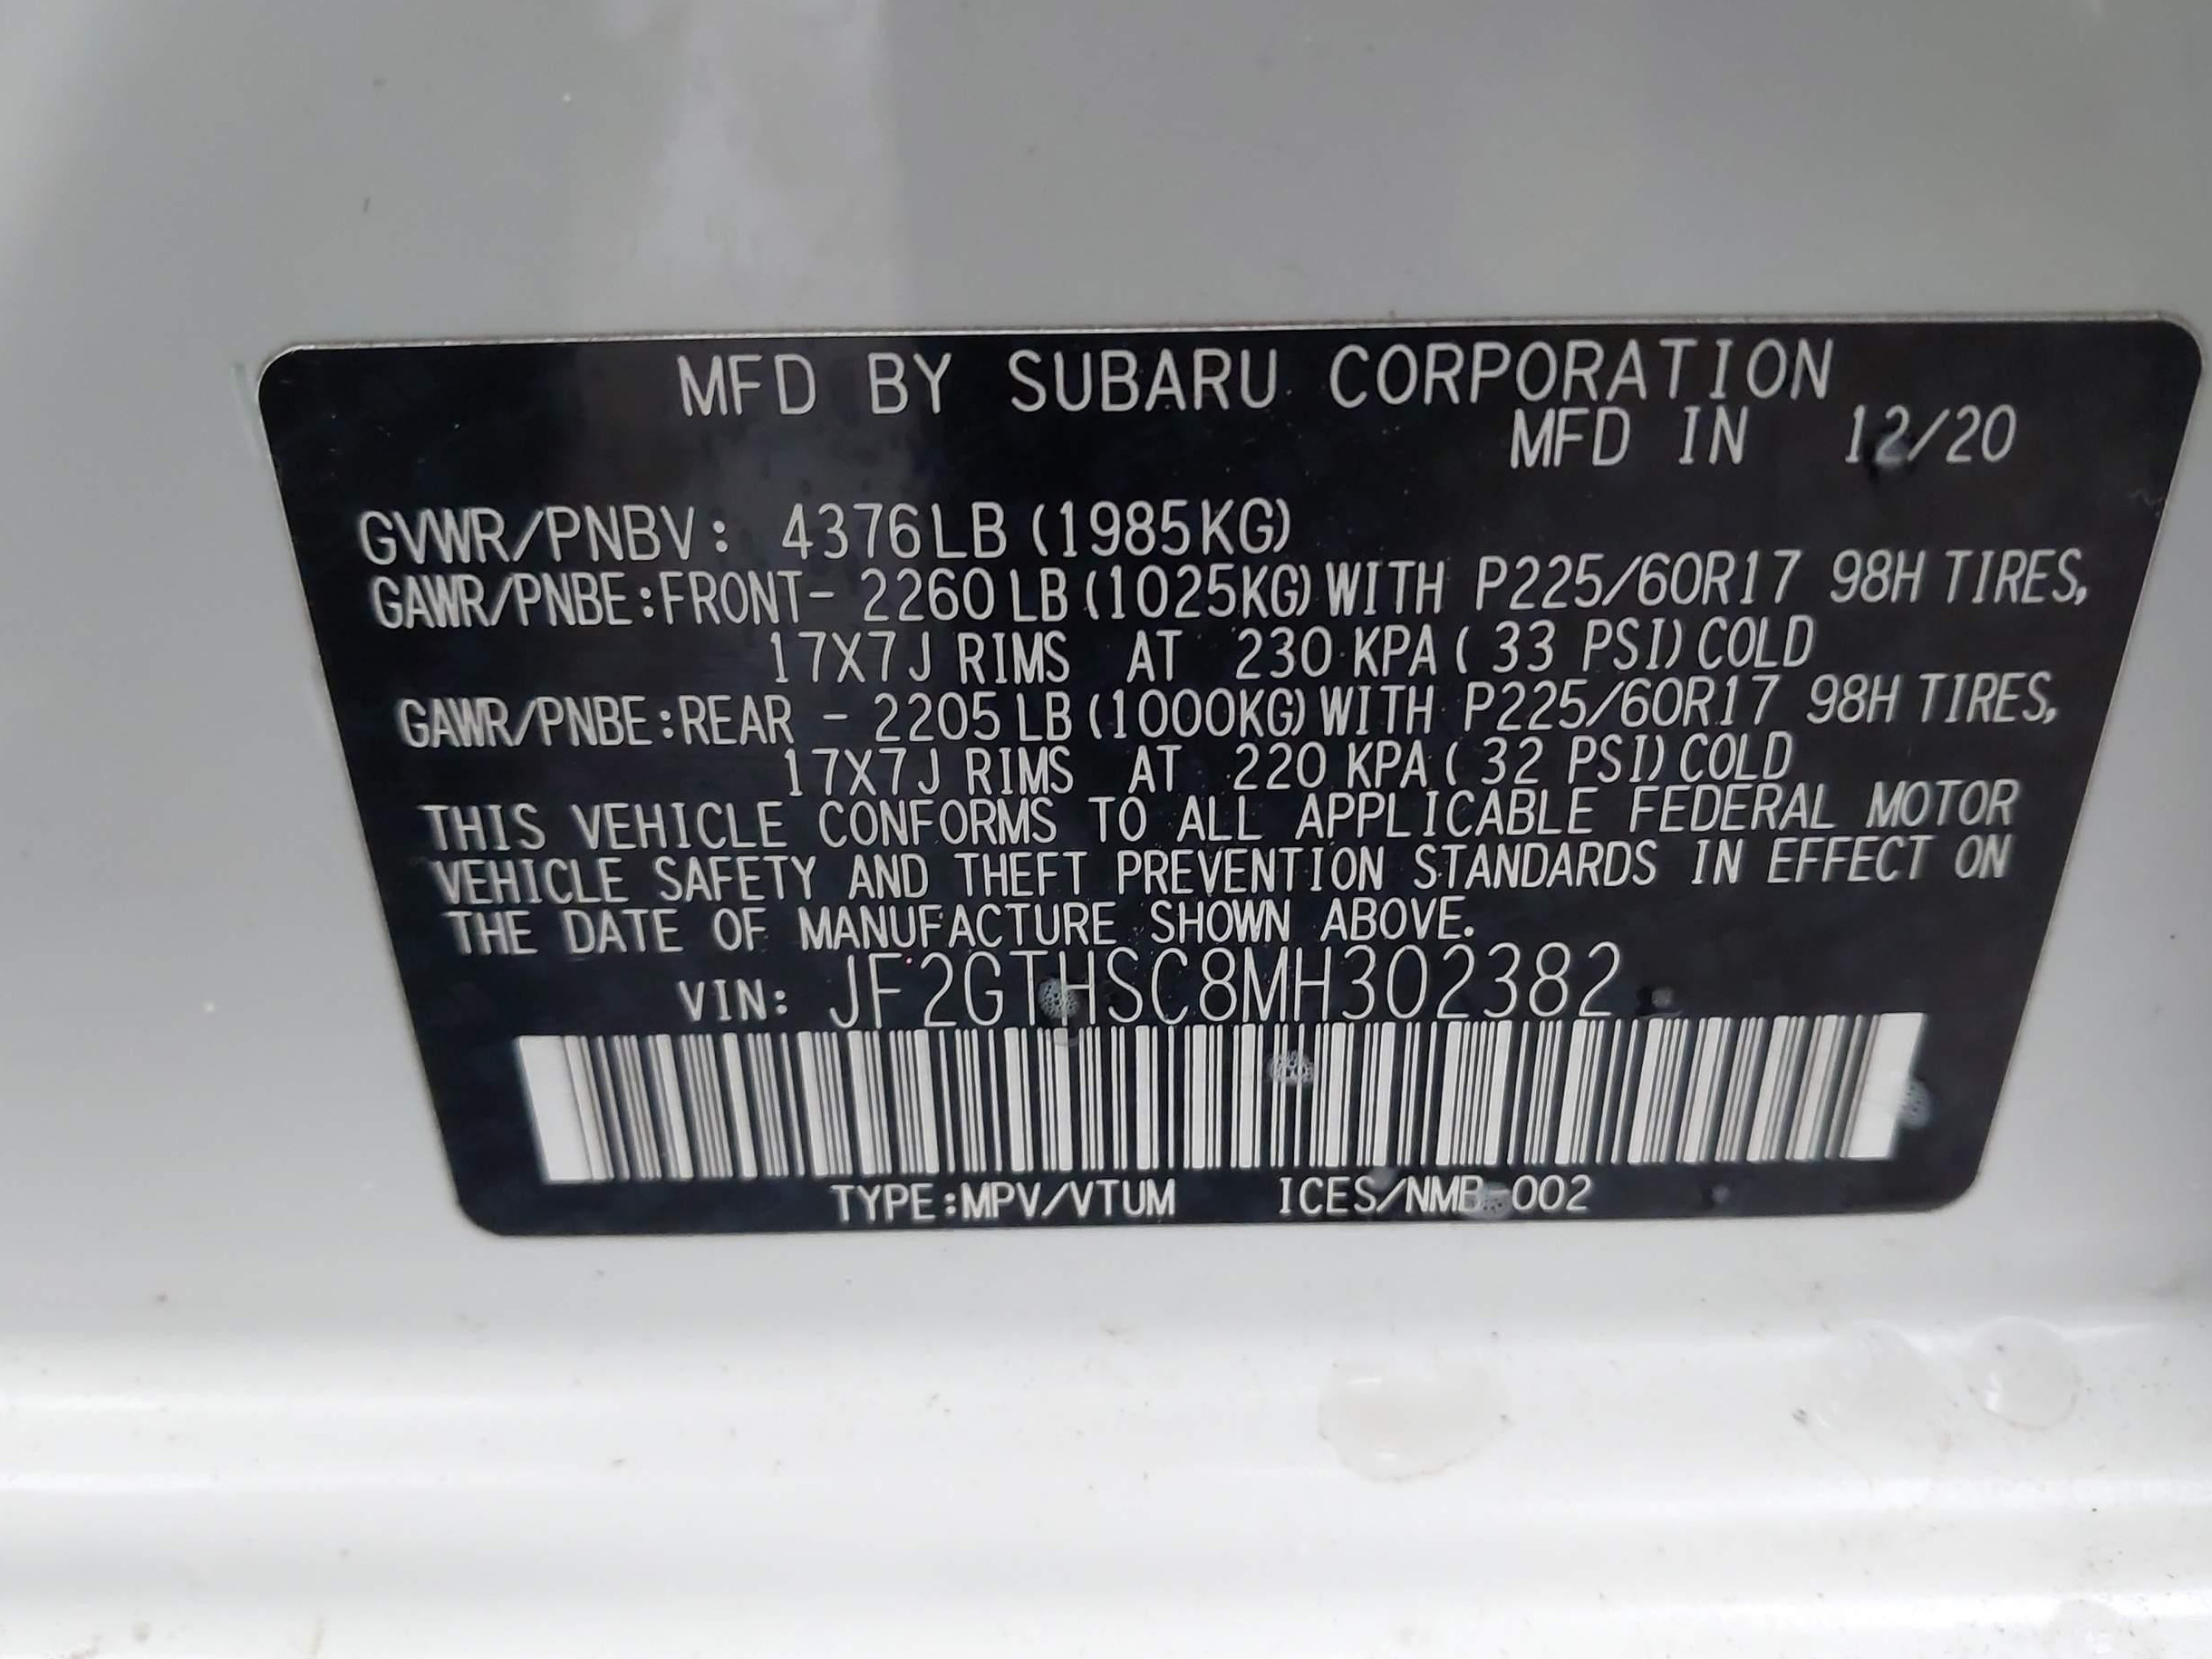 MFD BY SUBARU CORPORATION
MFD IN 12/20
GVWR/PNBV: 4376LB (1985KG)
GAWR/PNBE:FRONT- 2260LB (1025KG) WITH P225/60R17 98H TIRES,
17X7J RIMS AT 230 KPA ( 33 PSI) COLD
GAWR/PNBE:REAR - 2205LB (1000KG) WITH P225/60R17 98H TIRES,
17X7J RIMS AT 220 KPA ( 32 PSI) COLD
THIS VEHICLE CONFORMS TO ALL APPLICABLE FEDERAL MOTOR
VEHICLE SAFETY AND THEFT PREVENTION STANDARDS IN EFFECT ON
THE DATE OF MANUFACTURE SHOWN ABOVE.
VIN: JF2GTHSC8MH302382
TYPE:MPV/VTUM ICES/NMB-002